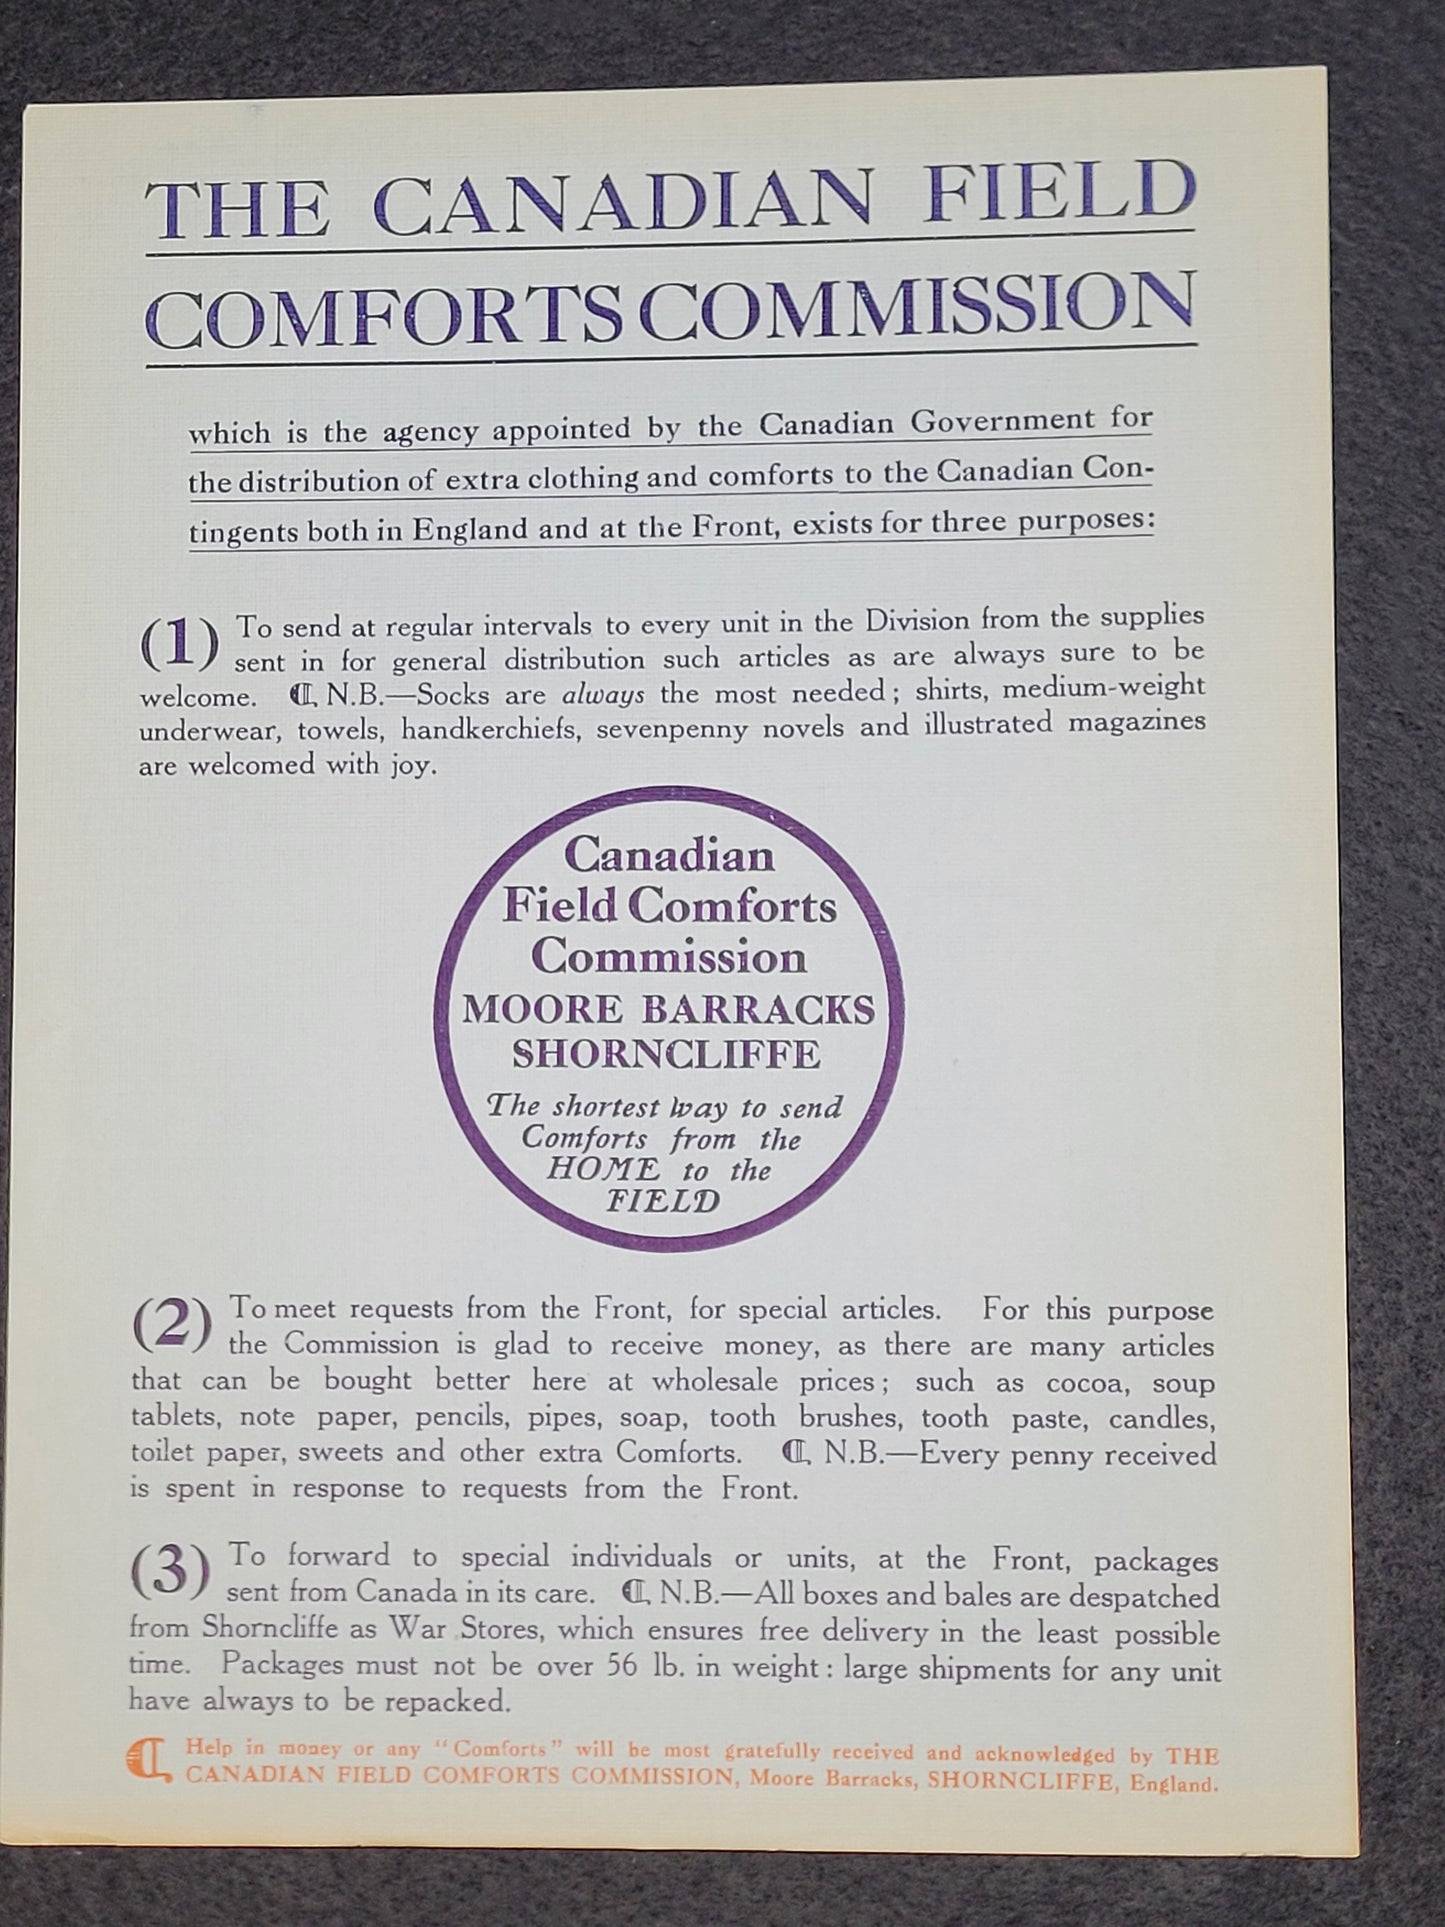 THE CANADIAN FIELD
COMFORTS COMMISSION
which is the agency appointed by the Canadian Government for
the distribution of extra clothing and comforts to the Canadian Con-
tingents both in England and at the Front, exists for three purposes:
(1) To send at regular intervals to every unit in the Division from the supplies
sent in for general distribution such articles as are always sure to be
welcome. ℂ N.B.—Socks are always the most needed; shirts, medium-weight
underwear, towels, handkerchiefs, sevenpenny novels and illustrated magazines
are welcomed with joy.
Canadian
Field Comforts
Commission
MOORE BARRACKS
SHORNCLIFFE
The shortest way to send
Comforts from the
HOME to the
FIELD
(2) To meet requests from the Front, for special articles. For this purpose
the Commission is glad to receive money, as there are many articles
that can be bought better here at wholesale prices; such as cocoa, soup
tablets, note paper, pencils, pipes, soap, tooth brushes, tooth paste, candles,
toilet paper, sweets and other extra Comforts. ℂ N.B.—Every penny received
is spent in response to requests from the Front.
(3) To forward to special individuals or units, at the Front, packages
sent from Canada in its care. ℂ N.B.—All boxes and bales are despatched
from Shorncliffe as War Stores, which ensures free delivery in the least possible
time. Packages must not be over 56 lb. in weight: large shipments for any unit
have always to be repacked.
ℂ Help in money or any "Comforts" will be most gratefully received and acknowledged by THE
CANADIAN FIELD COMFORTS COMMISSION, Moore Barracks, SHORNCLIFFE, England.